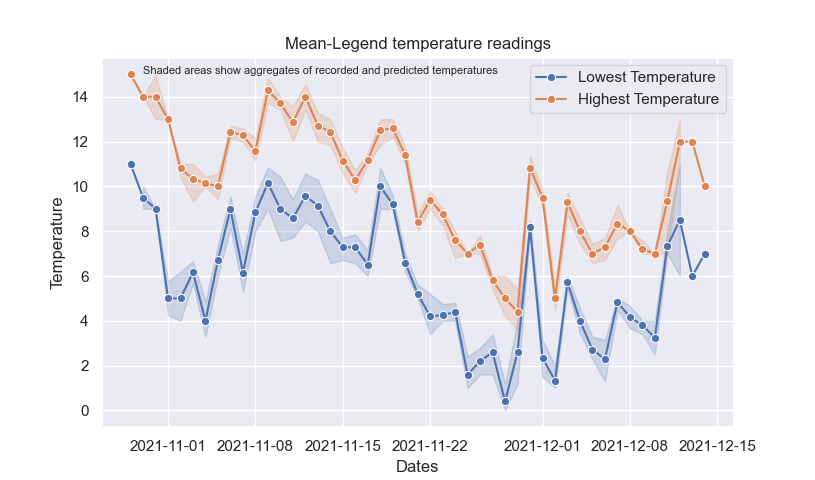 Mean-Legend temperature readings
Shaded areas show aggregates of recorded and predicted temperatures
Lowest Temperature
Highest Temperature
Temperature
14
12
10
8
6
4
2
0
2021-11-01 2021-11-08 2021-11-15 2021-11-22 2021-12-01 2021-12-08 2021-12-15
Dates